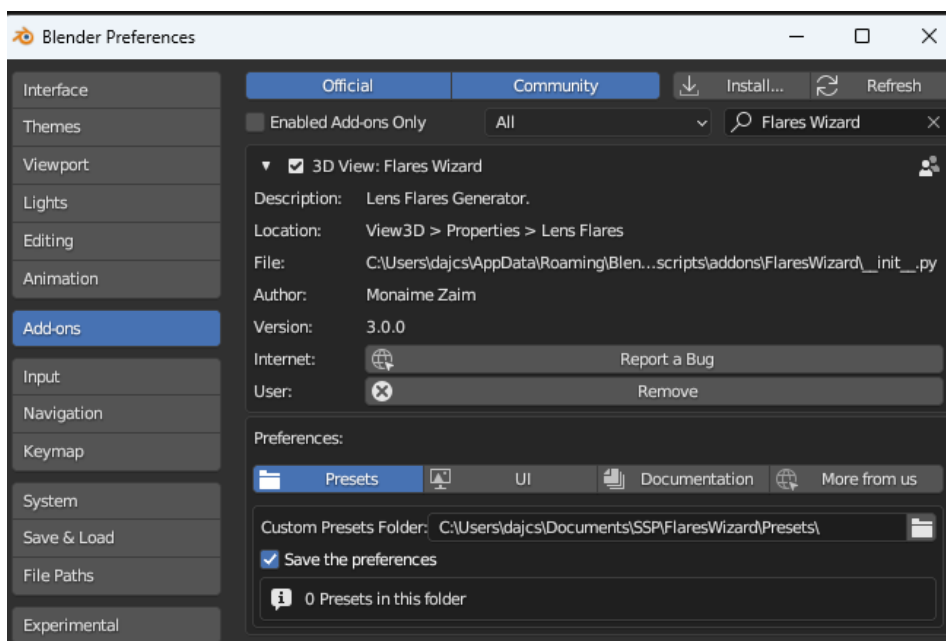 Blender Preferences
Interface
Themes
Viewport
Lights
Editing
Animation
Add-ons
Input
Navigation
Keymap
System
Save & Load
File Paths
Experimental
Official Community Install... Refresh
Enabled Add-ons Only All Flares Wizard
3D View: Flares Wizard
Description: Lens Flares Generator.
Location: View3D > Properties > Lens Flares
File: C:\Users\dajcs\AppData\Roaming\Blen...scripts\addons\FlaresWizard\__init__.py
Author: Monaime Zaim
Version: 3.0.0
Internet: Report a Bug
User: Remove
Preferences:
Presets UI Documentation More from us
Custom Presets Folder: C:\Users\dajcs\Documents\SSP\FlaresWizard\Presets\
Save the preferences
0 Presets in this folder